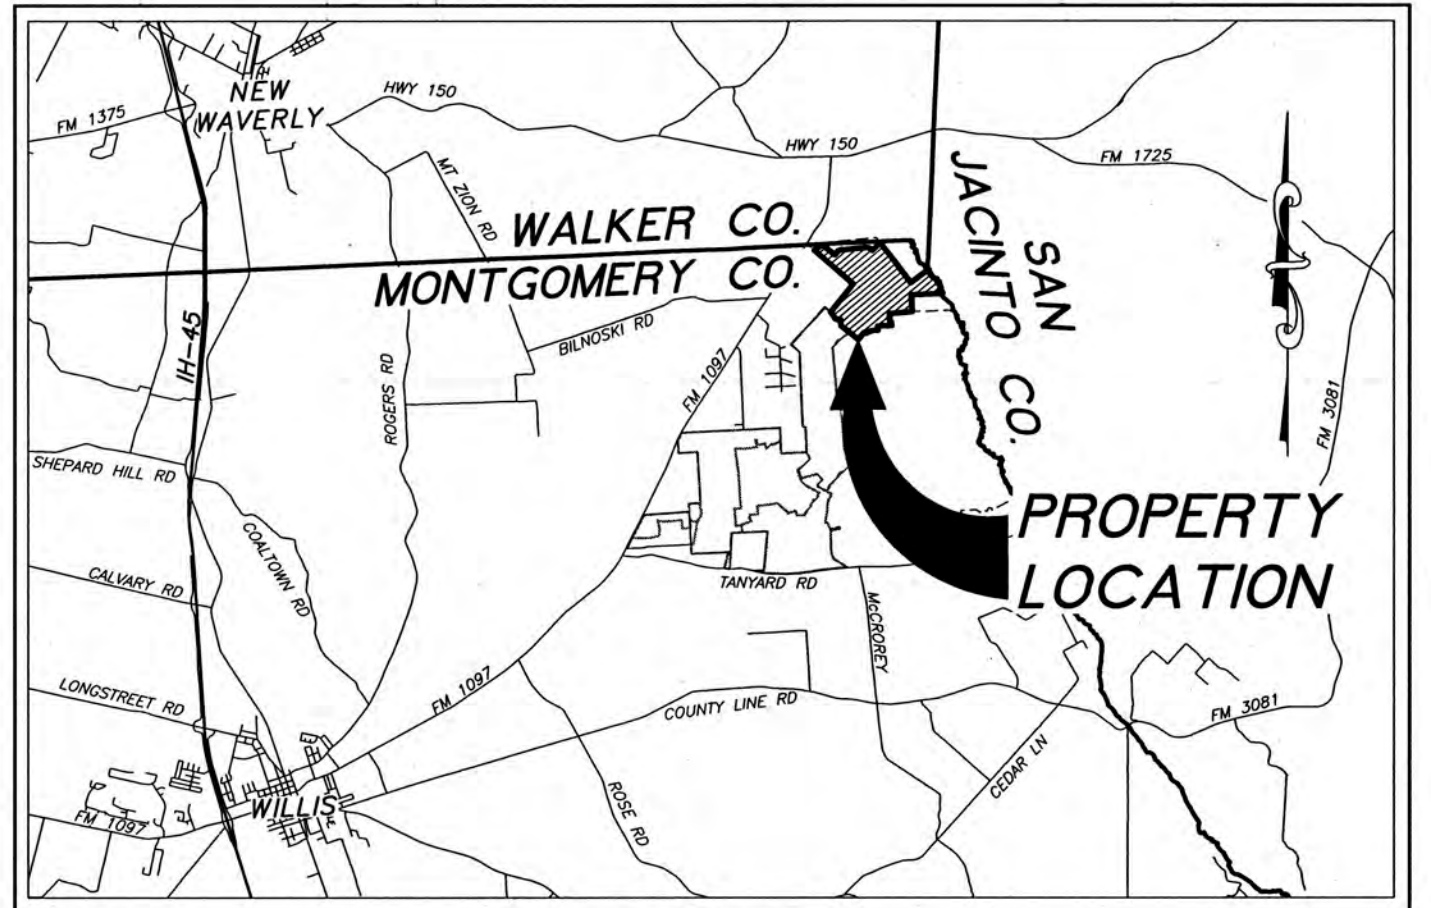 NEW
WAVERLY
HWY 150
FM 1375
HWY 150
FM 1725
MT ZION RD
WALKER CO.
MONTGOMERY CO.
SAN
JACINTO CO.
IH-45
BILNOSKI RD
ROGERS RD
FM 1097
FM 3081
SHEPARD HILL RD
COALTOWN RD
PROPERTY
LOCATION
CALVARY RD
TANYARD RD
McCROREY
LONGSTREET RD
FM 1097
COUNTY LINE RD
FM 3081
CEDAR LN
ROSE RD
WILLIS
FM 1097